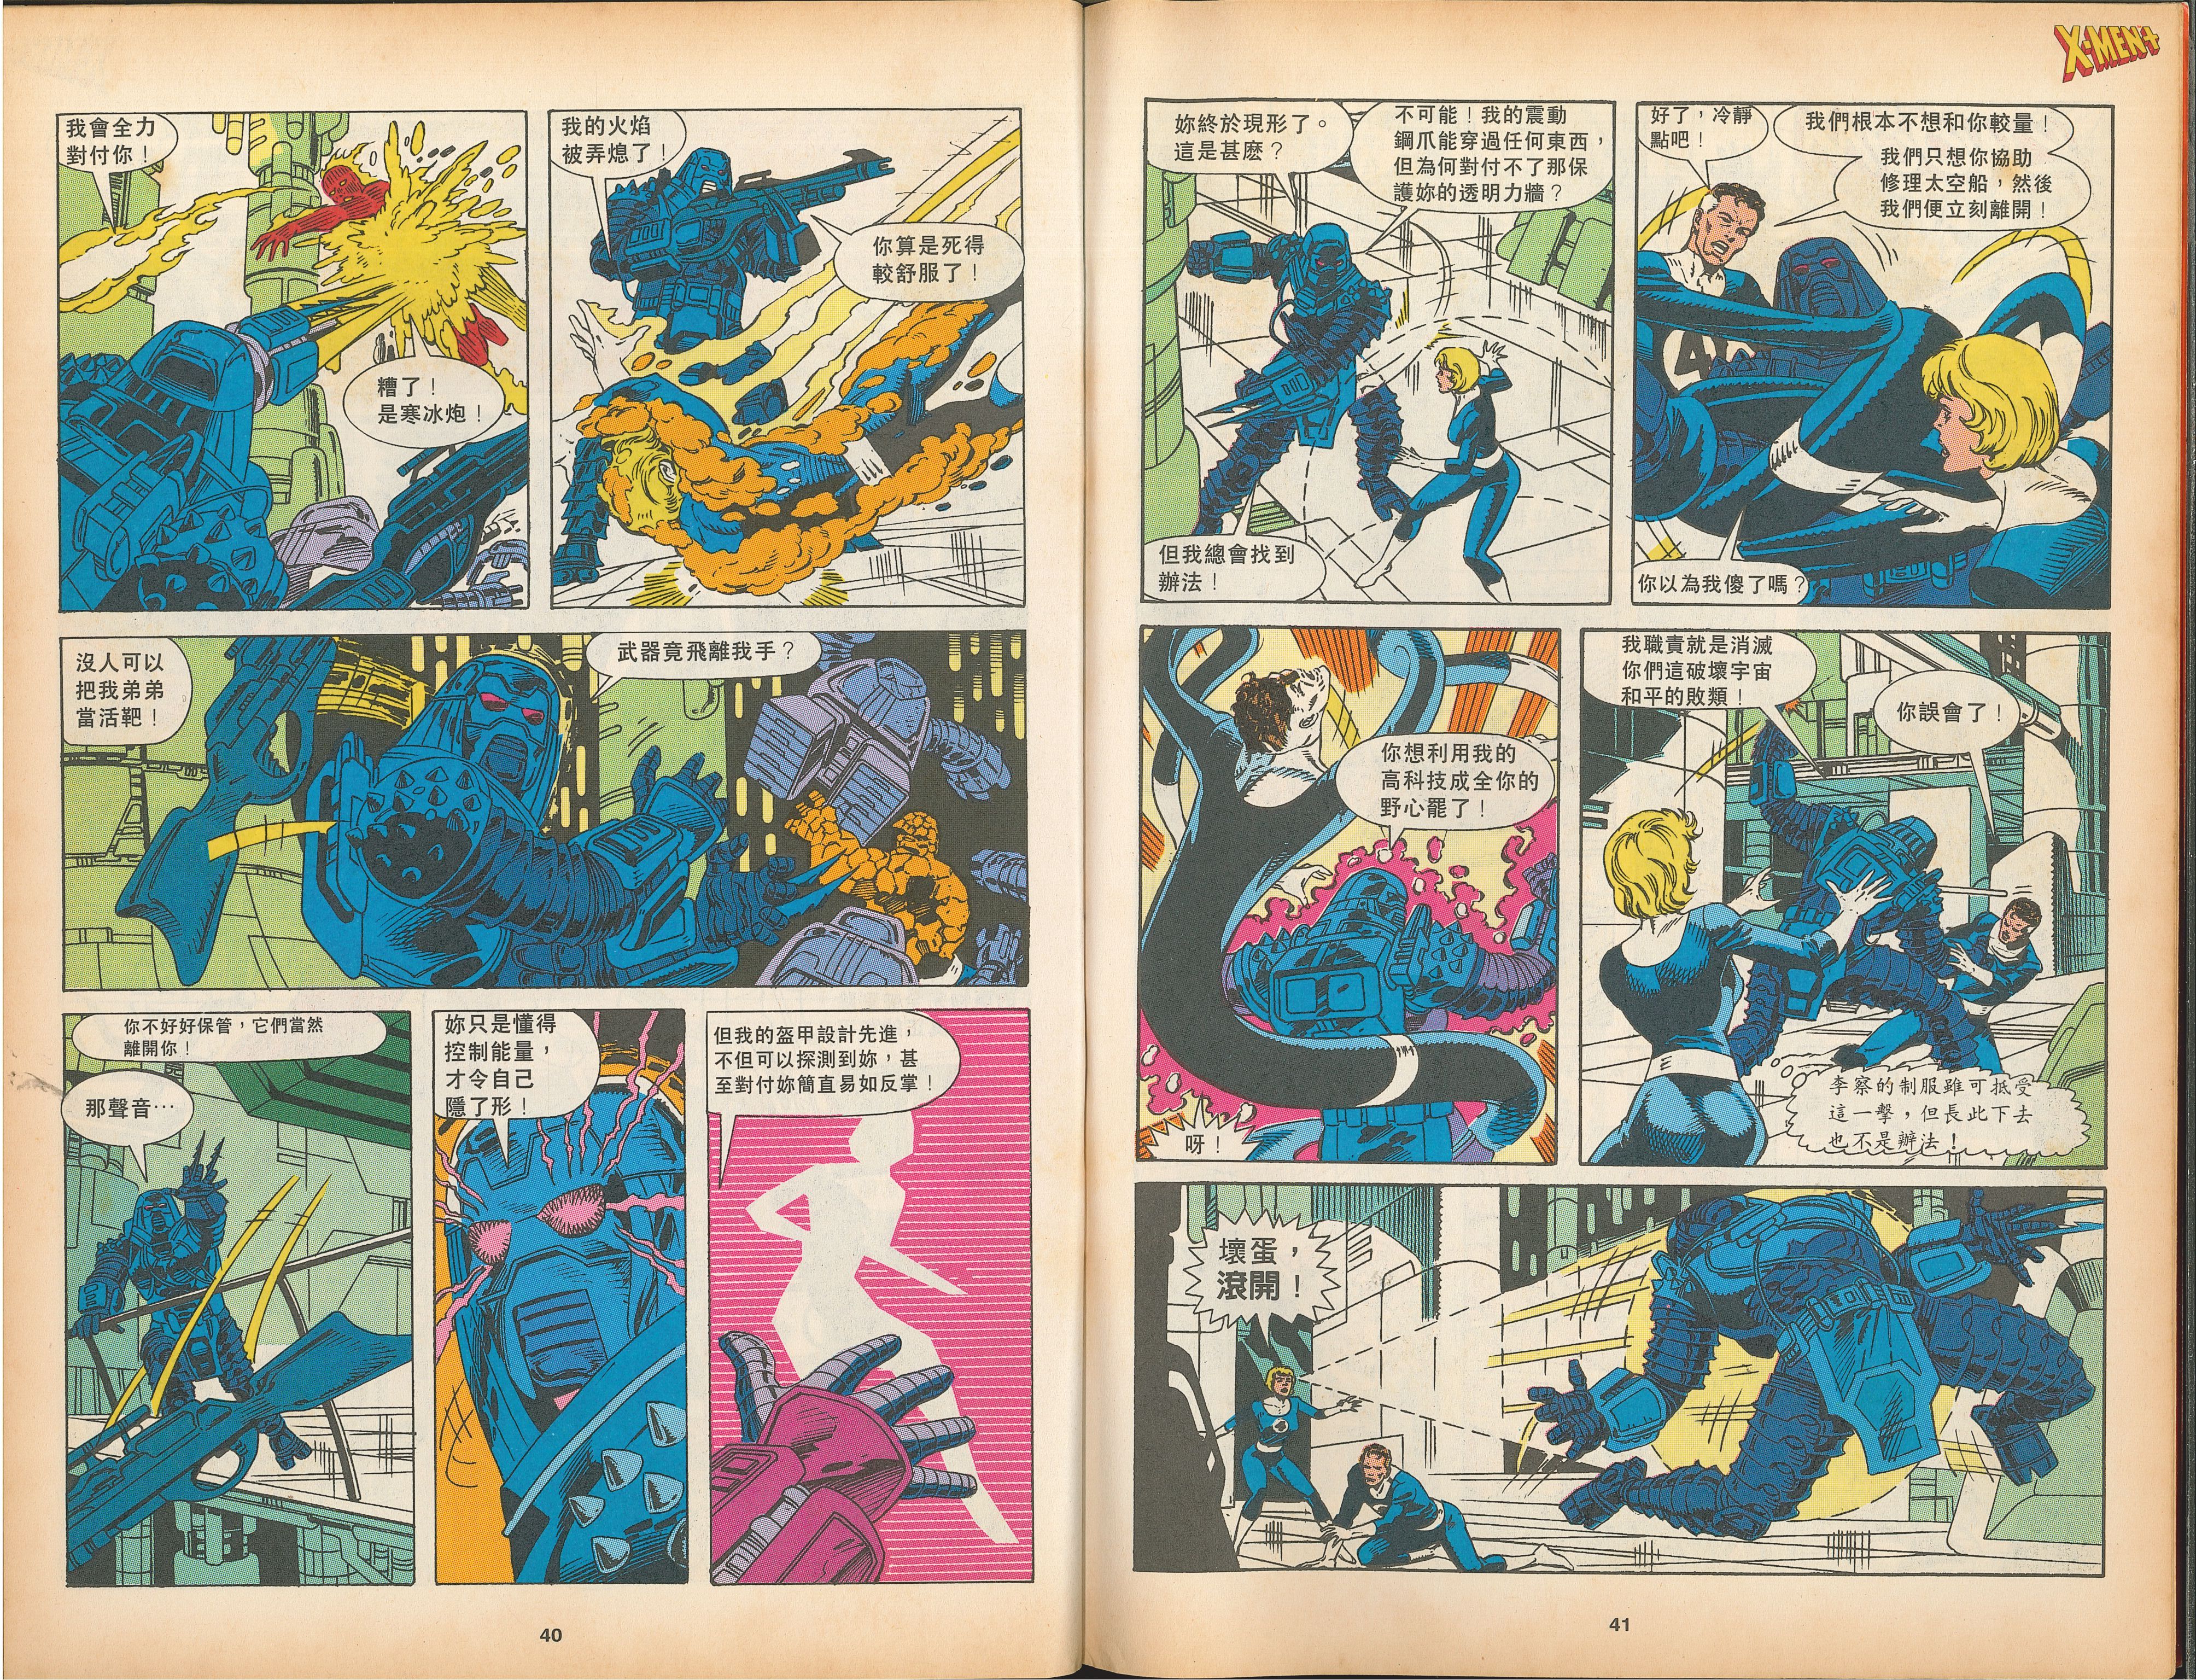 我會全力
對付你！
糟了！
是寒冰炮！
我的火焰
被弄熄了！
你算是死得
較舒服了！
沒人可以
把我弟弟
當活靶！
武器竟飛離我手？
你不好好保管，它們當然
離開你！
那聲音…
妳只是懂得
控制能量，
才令自己
隱了形！
但我的盔甲設計先進，
不但可以探測到妳，甚
至對付妳簡直易如反掌！
40
X-MEN+
妳終於現形了。
這是甚麽？
不可能！我的震動
鋼爪能穿過任何東西，
但為何對付不了那保
護妳的透明力牆？
但我總會找到
辦法！
好了，冷靜
點吧！
我們根本不想和你較量！
我們只想你協助
修理太空船，然後
我們便立刻離開！
4
你以為我傻了嗎？
你想利用我的
高科技成全你的
野心罷了！
呀！
我職責就是消滅
你們這破壞宇宙
和平的敗類！
你誤會了！
李察的制服雖可抵受
這一擊，但長此下去
也不是辦法！
壞蛋，
滾開！
41